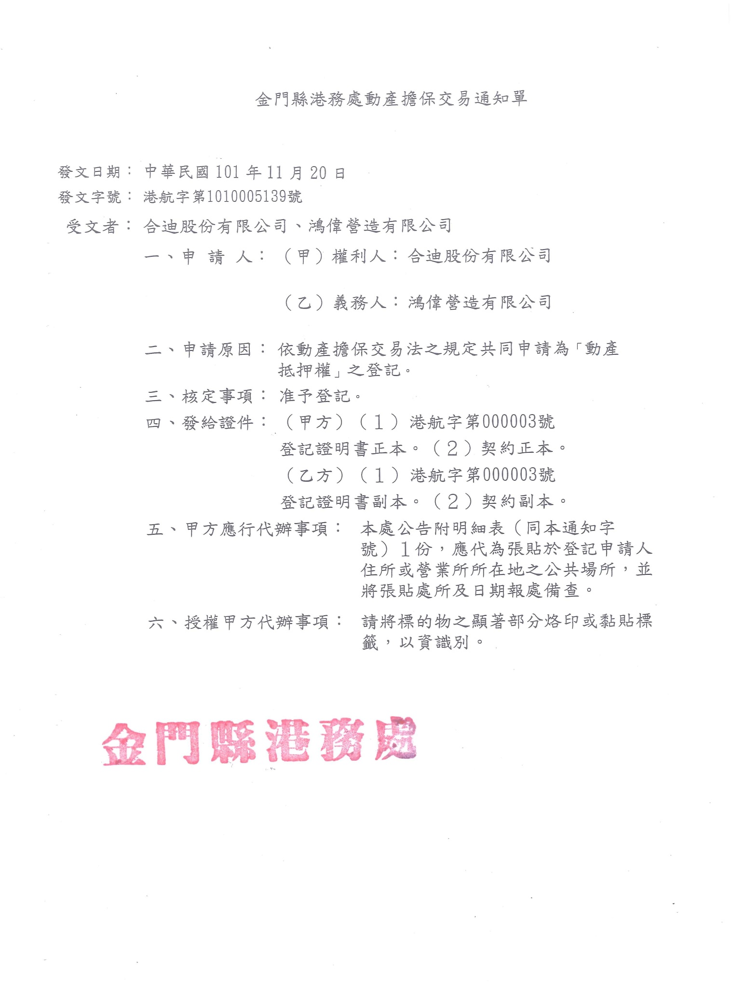 金門縣港務處動產擔保交易通知單
發文日期：中華民國 101 年 11 月 20 日
發文字號：港航字第1010005139號
受文者：合迪股份有限公司、鴻偉營造有限公司
一、申 請 人：（甲）權利人：合迪股份有限公司
（乙）義務人：鴻偉營造有限公司
二、申請原因：依動產擔保交易法之規定共同申請為「動產
抵押權」之登記。
三、核定事項：准予登記。
四、發給證件：（甲方）（１）港航字第000003號
登記證明書正本。（２）契約正本。
（乙方）（１）港航字第000003號
登記證明書副本。（２）契約副本。
五、甲方應行代辦事項：本處公告附明細表（同本通知字
號）１份，應代為張貼於登記申請人
住所或營業所所在地之公共場所，並
將張貼處所及日期報處備查。
六、授權甲方代辦事項：請將標的物之顯著部分烙印或黏貼標
籤，以資識別。
金門縣港務處